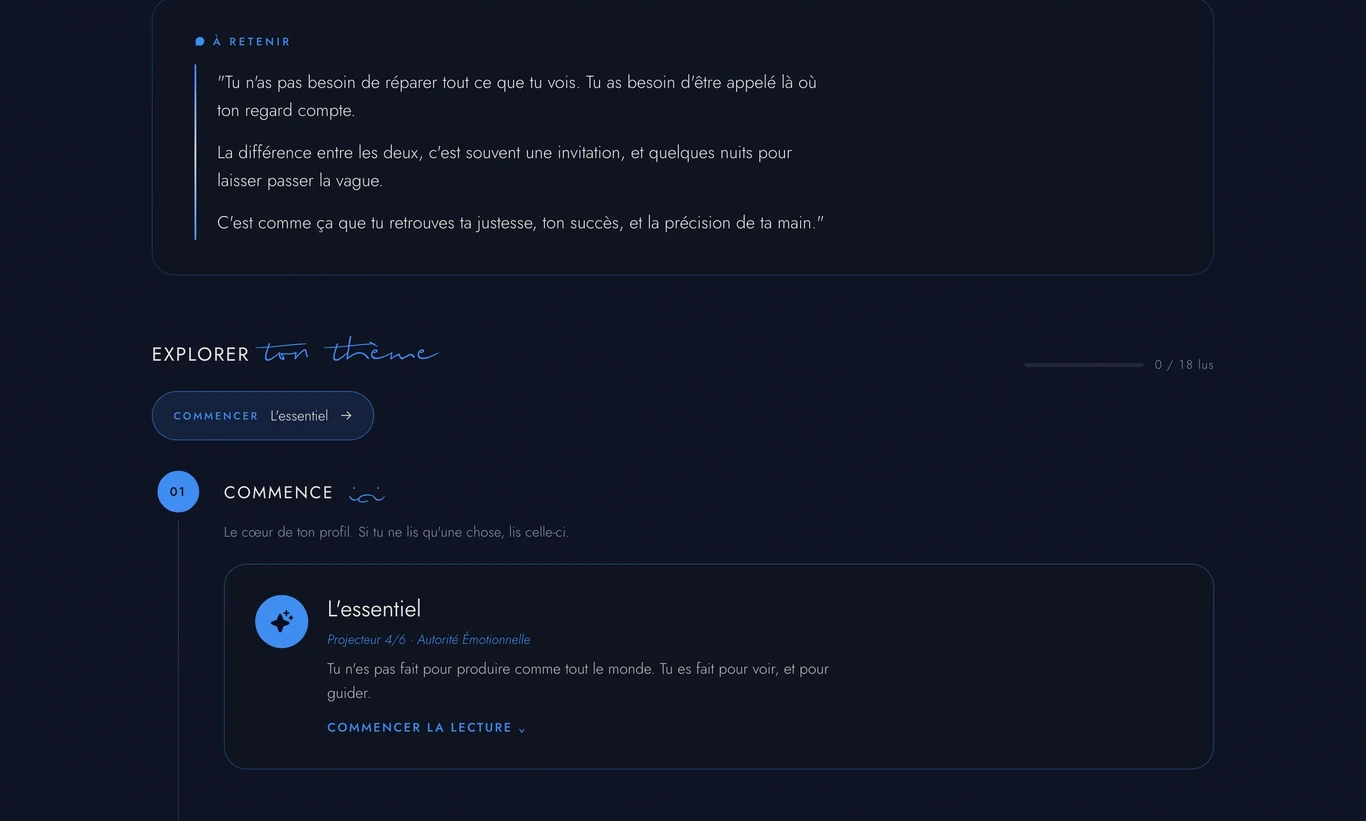 À RETENIR
"Tu n'as pas besoin de réparer tout ce que tu vois. Tu as besoin d'être appelé là où
ton regard compte.
La différence entre les deux, c'est souvent une invitation, et quelques nuits pour
laisser passer la vague.
C'est comme ça que tu retrouves ta justesse, ton succès, et la précision de ta main."
EXPLORER ton thème
0 / 18 lus
COMMENCER L'essentiel →
01 COMMENCE ici
Le cœur de ton profil. Si tu ne lis qu'une chose, lis celle-ci.
L'essentiel
Projecteur 4/6 · Autorité Émotionnelle
Tu n'es pas fait pour produire comme tout le monde. Tu es fait pour voir, et pour
guider.
COMMENCER LA LECTURE